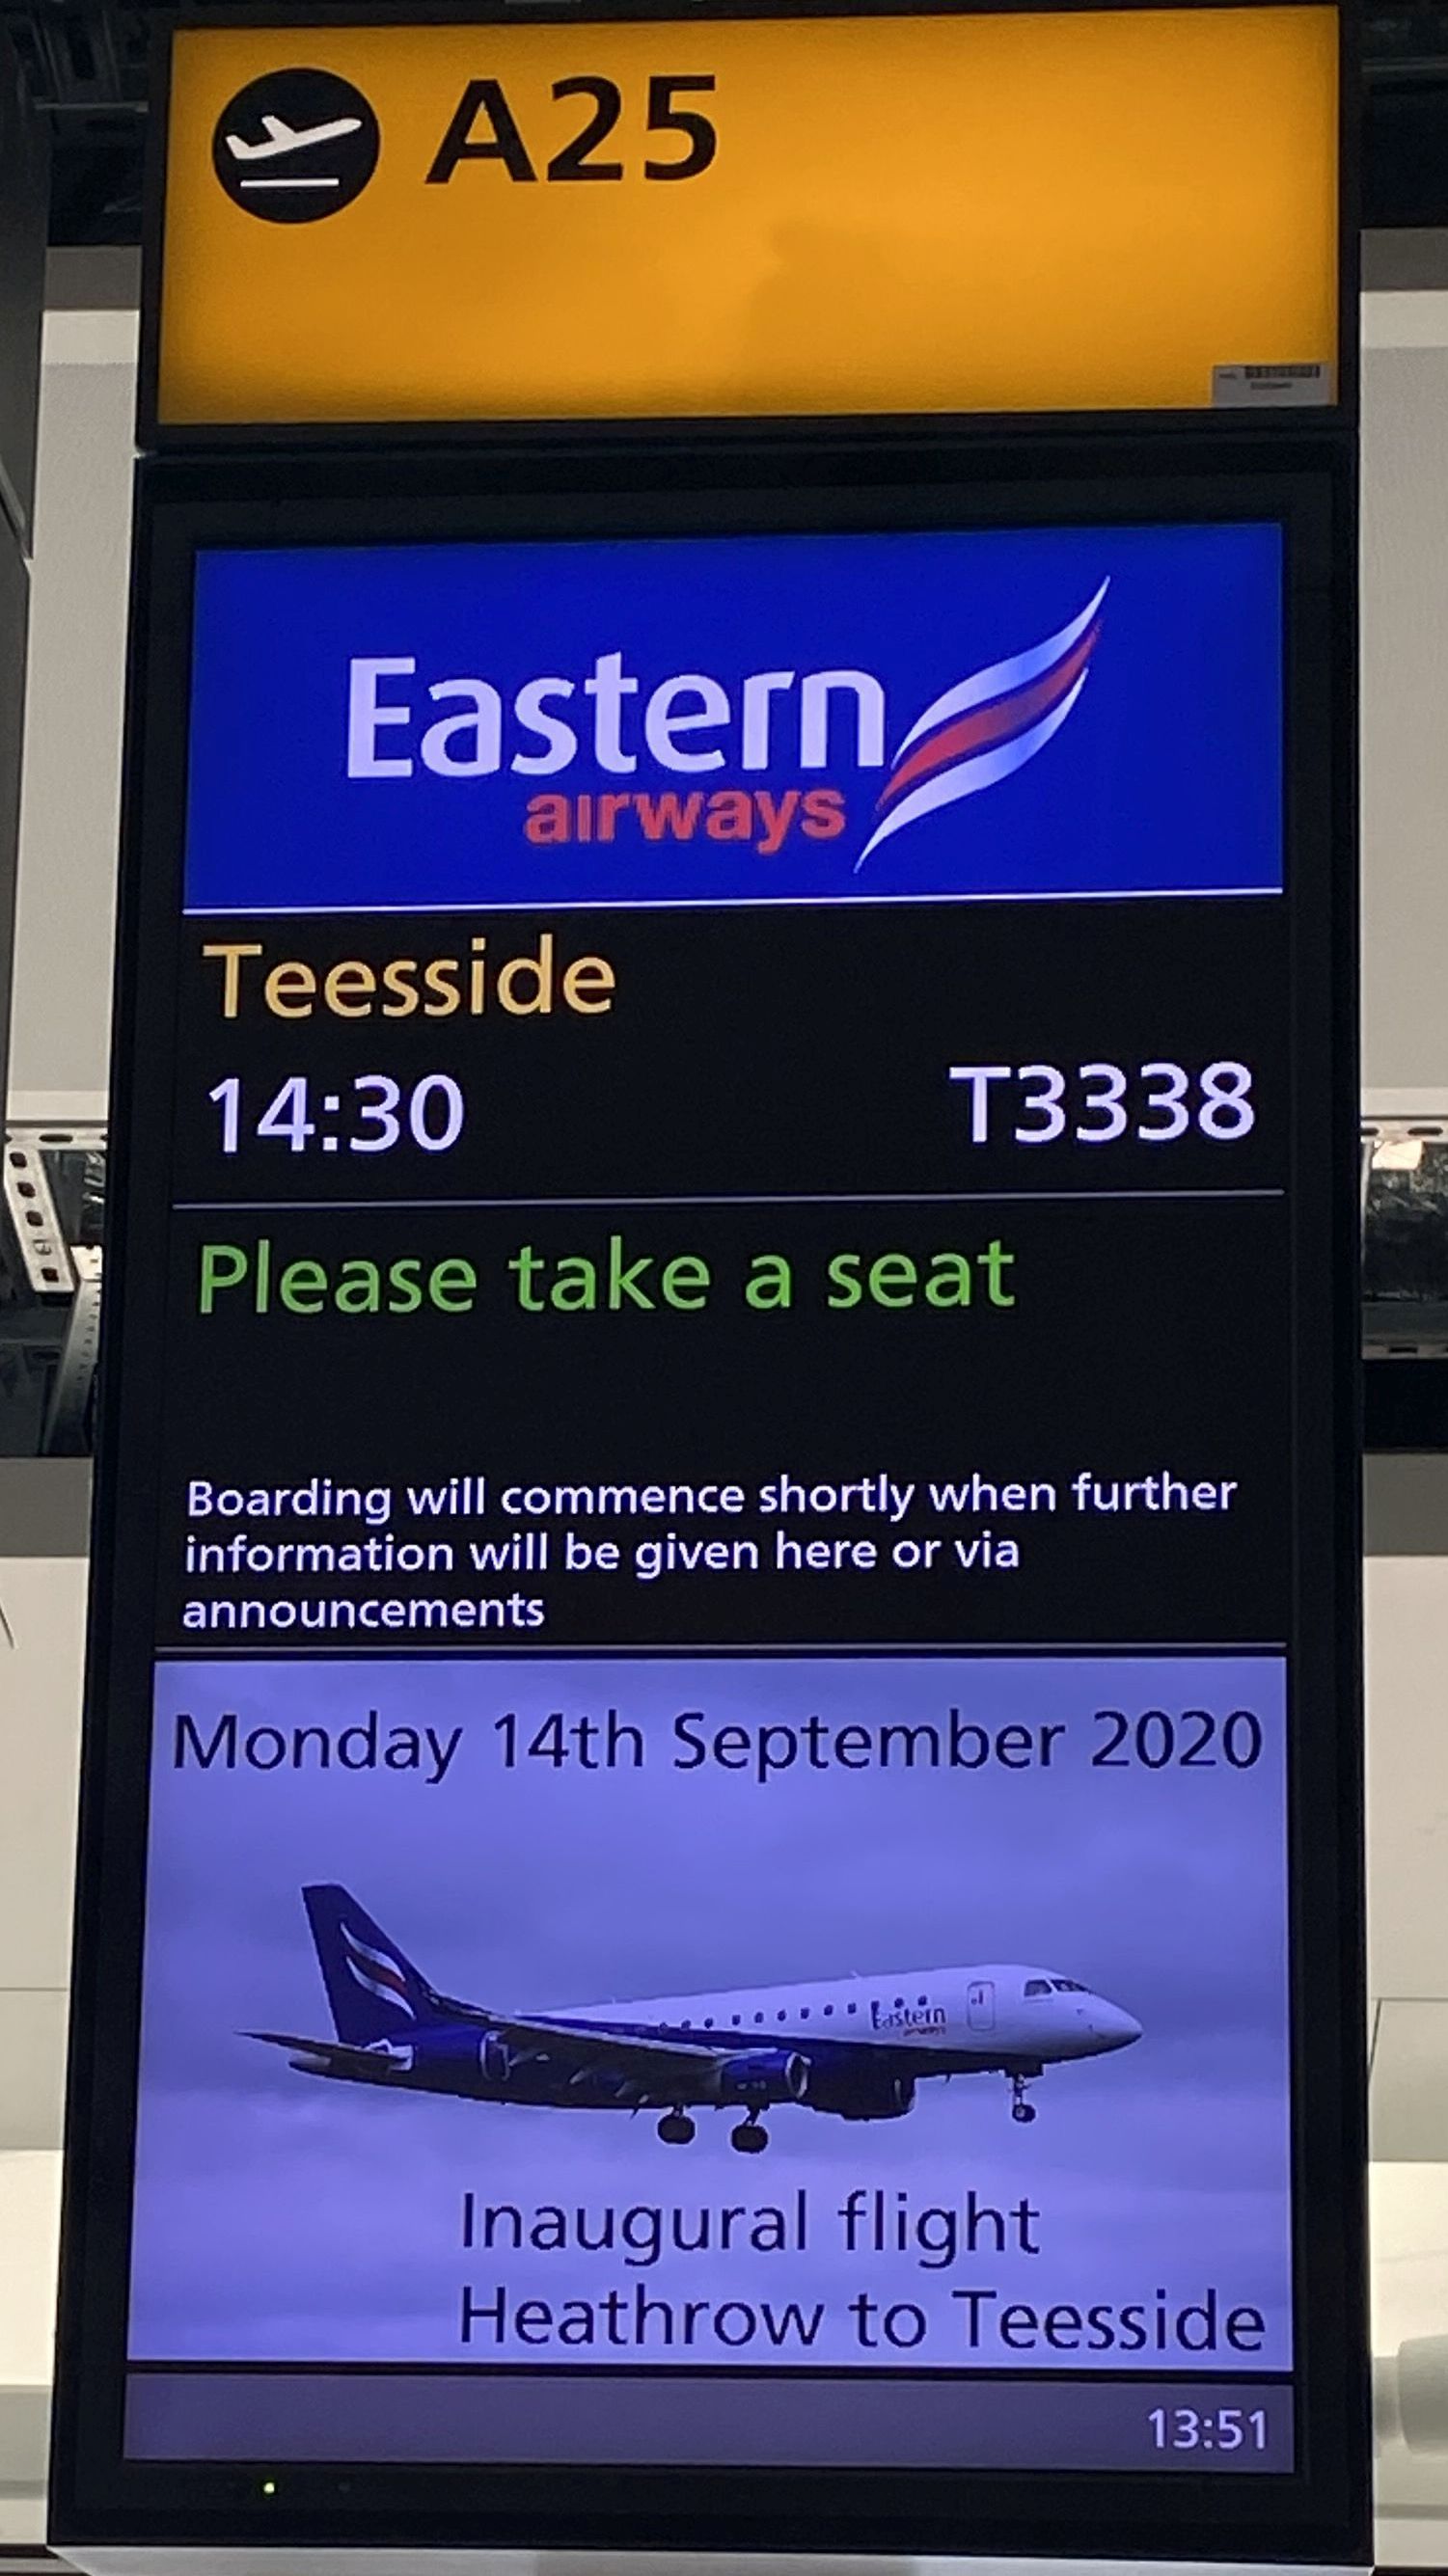 A25
Eastern
airways
Teesside
14:30 T3338
Please take a seat
Boarding will commence shortly when further
information will be given here or via
announcements
Monday 14th September 2020
Eastern
airways
Inaugural flight
Heathrow to Teesside
13:51